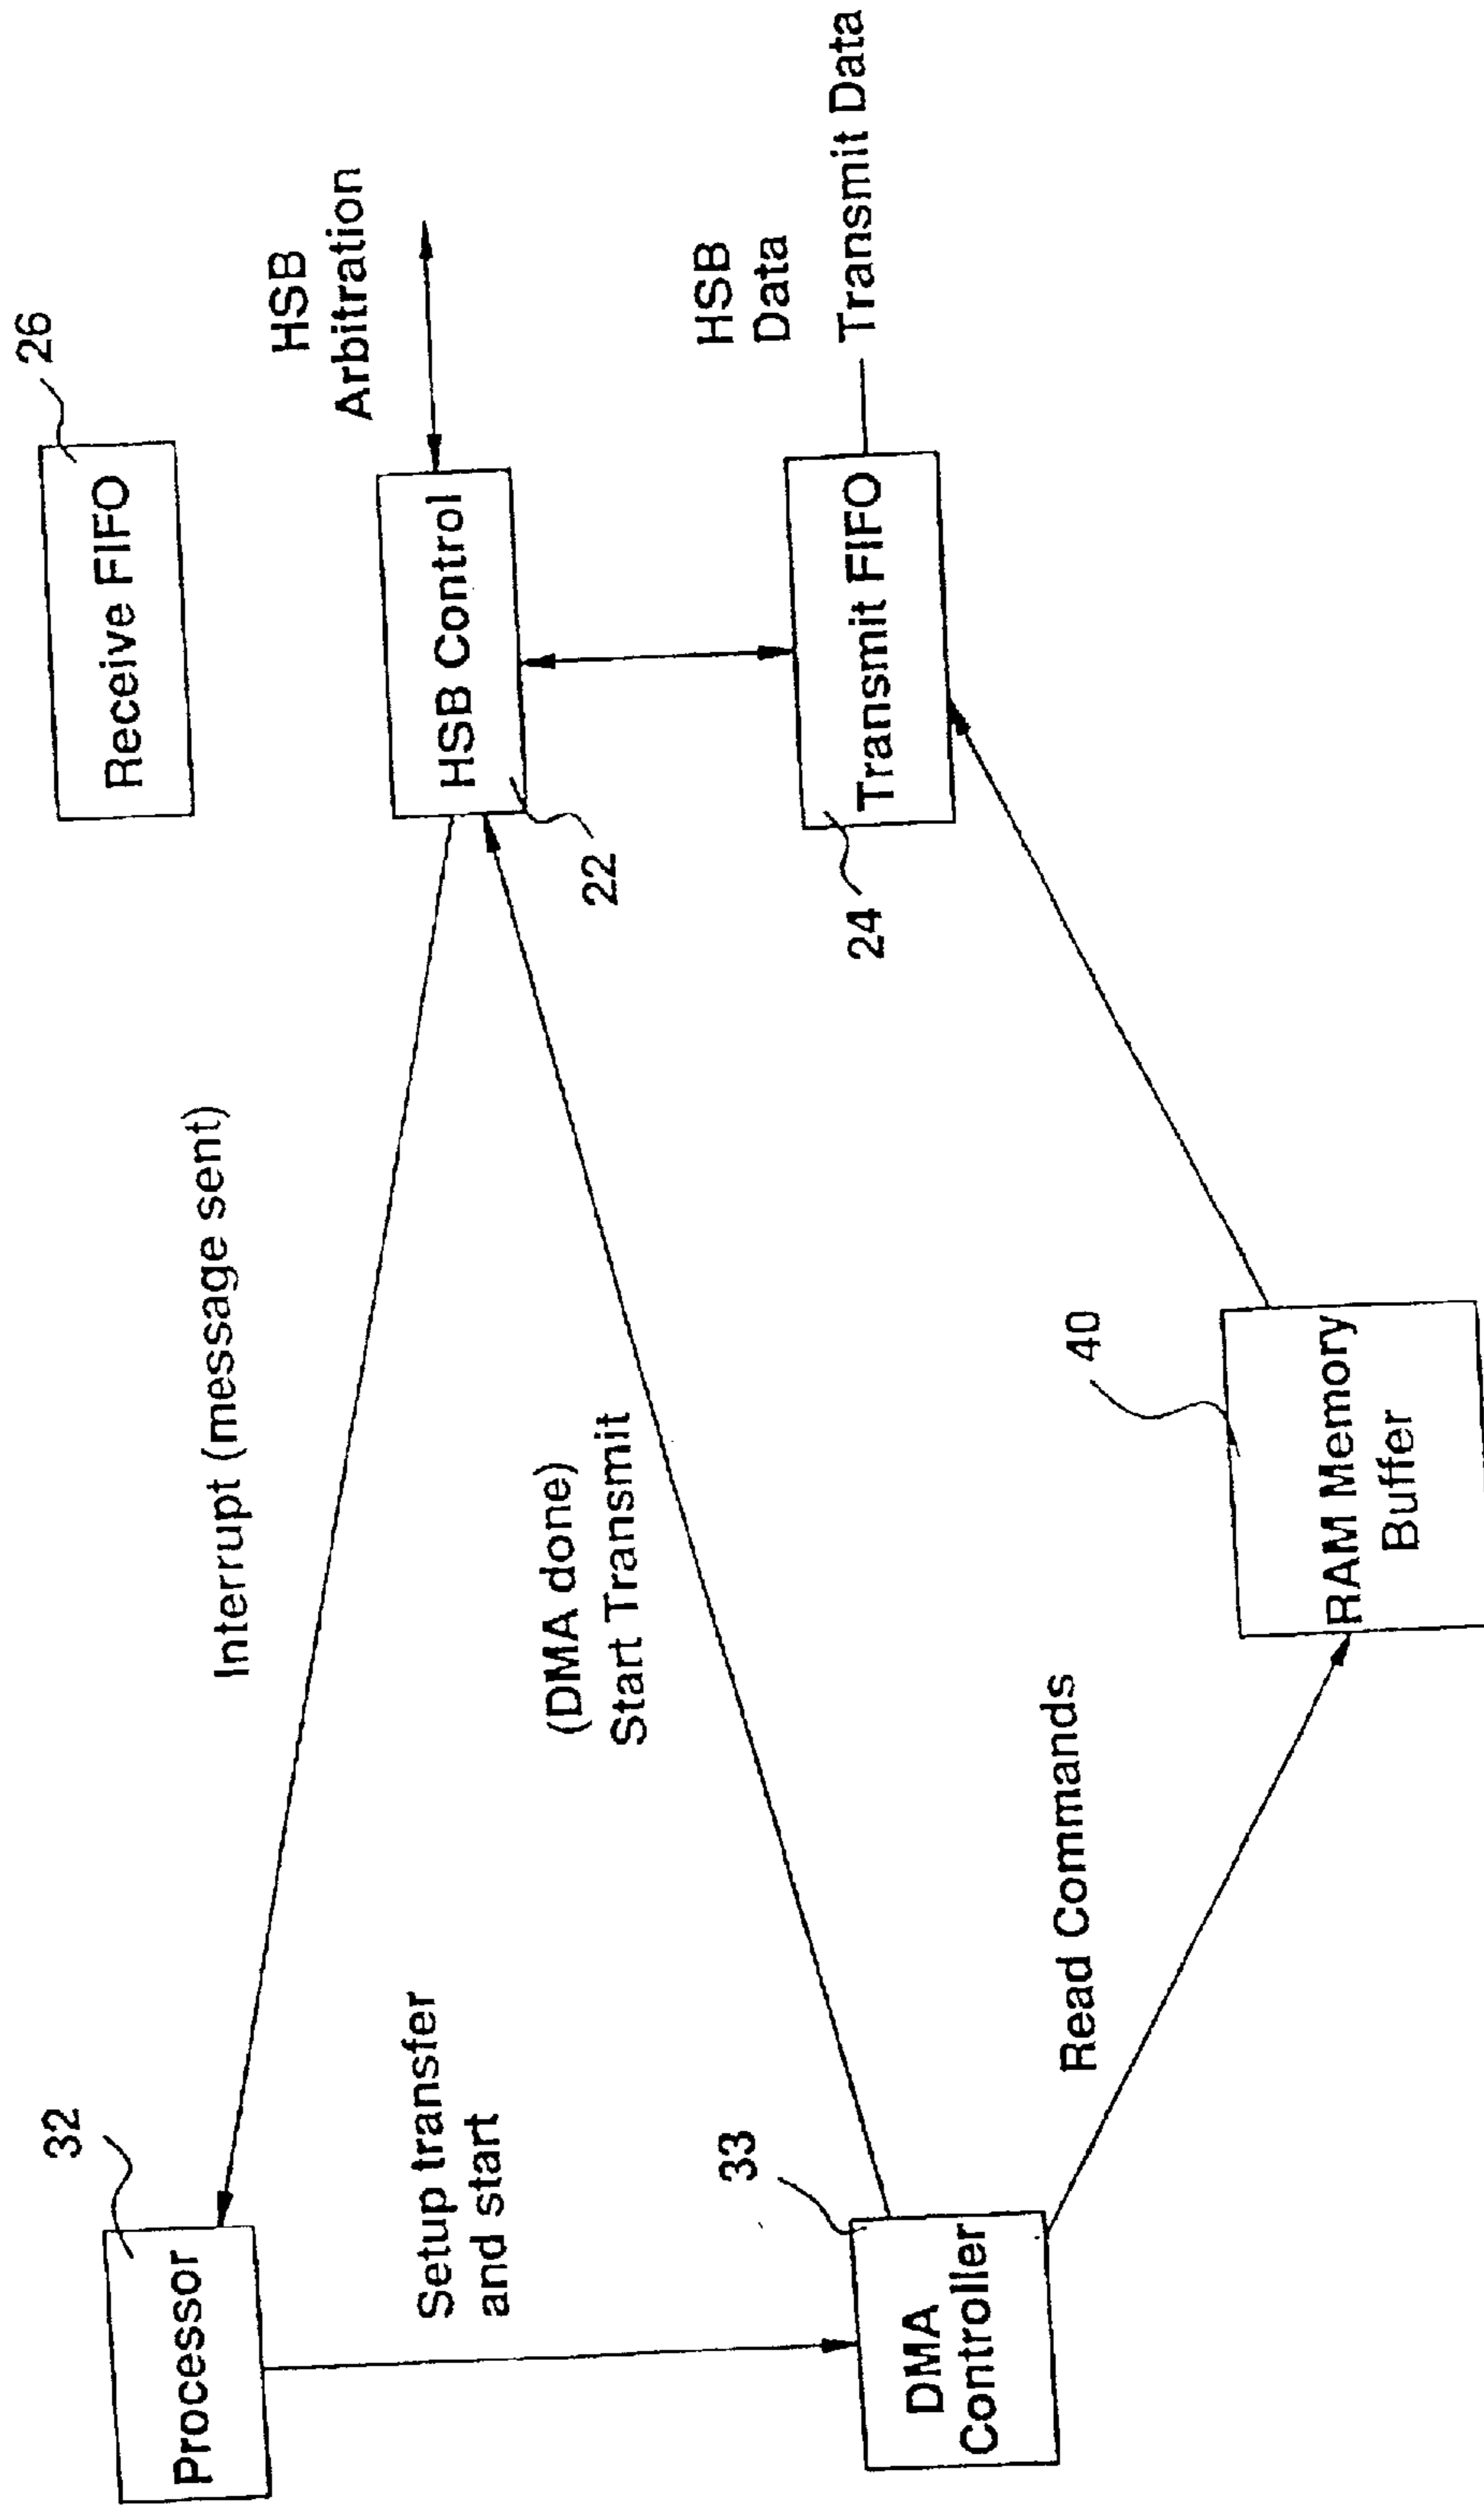 32
Processor
Setup transfer
and start
33
DMA
Controller
Interrupt (message sent)
(DMA done)
Start Transmit
Read Commands
40
RAM Memory
Buffer
26
Receive FIFO
HSB
Arbitration
HSB Control
22
HSB
Data
Transmit Data
Transmit FIFO
24